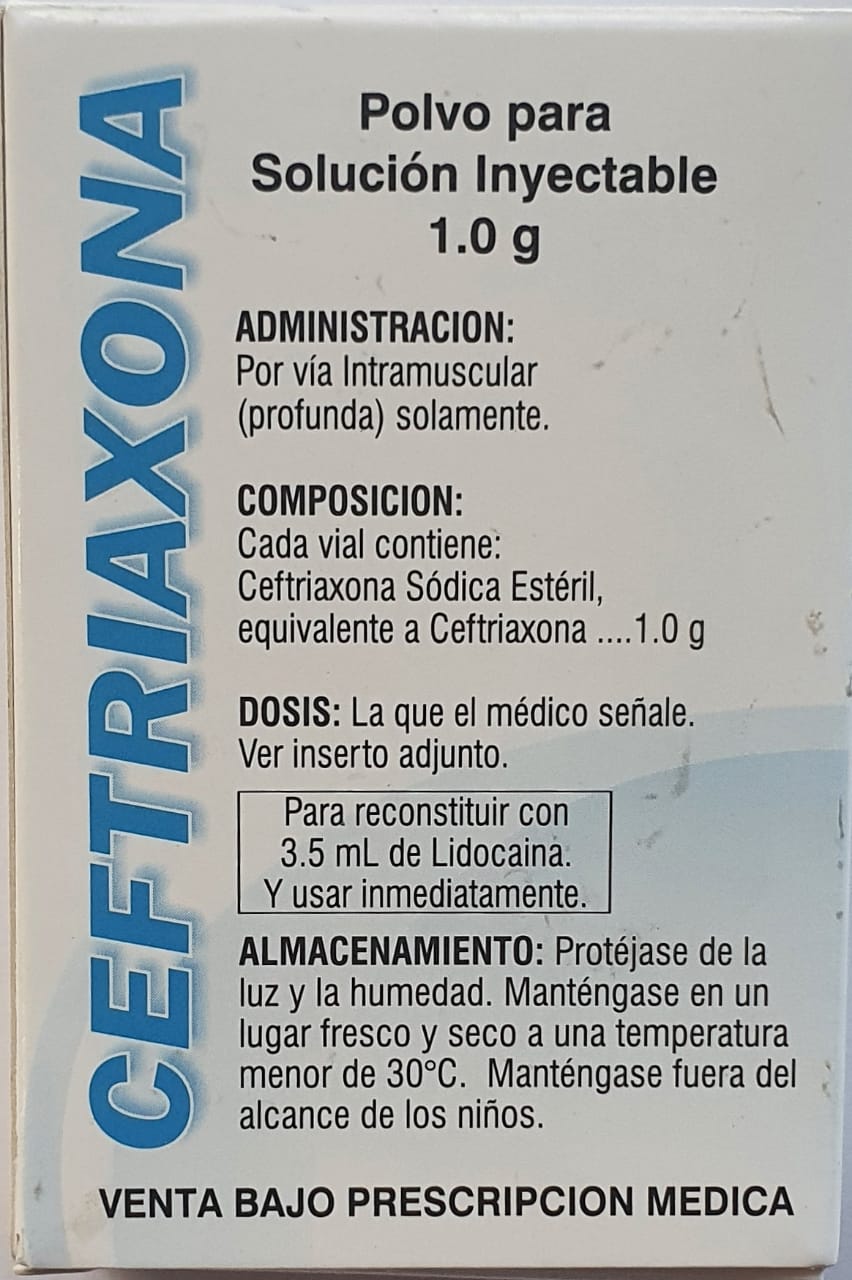 CEFTRIAXONA
Polvo para
Solución Inyectable
1.0 g
ADMINISTRACION:
Por vía Intramuscular
(profunda) solamente.
COMPOSICION:
Cada vial contiene:
Ceftriaxona Sódica Estéril,
equivalente a Ceftriaxona ....1.0 g
DOSIS: La que el médico señale.
Ver inserto adjunto.
Para reconstituir con
3.5 mL de Lidocaina.
Y usar inmediatamente.
ALMACENAMIENTO: Protéjase de la
luz y la humedad. Manténgase en un
lugar fresco y seco a una temperatura
menor de 30°C. Manténgase fuera del
alcance de los niños.
VENTA BAJO PRESCRIPCION MEDICA